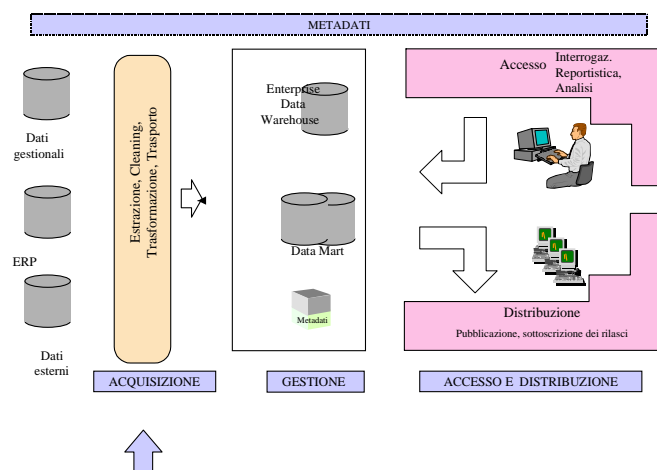 METADATI
Dati
gestionali
ERP
Dati
esterni
Estrazione, Cleaning,
Trasformazione, Trasporto
ACQUISIZIONE
Enterprise
Data
Warehouse
Data Mart
Metadati
GESTIONE
Accesso
Interrogaz.
Reportistica,
Analisi
Distribuzione
Pubblicazione, sottoscrizione dei rilasci
ACCESSO E DISTRIBUZIONE